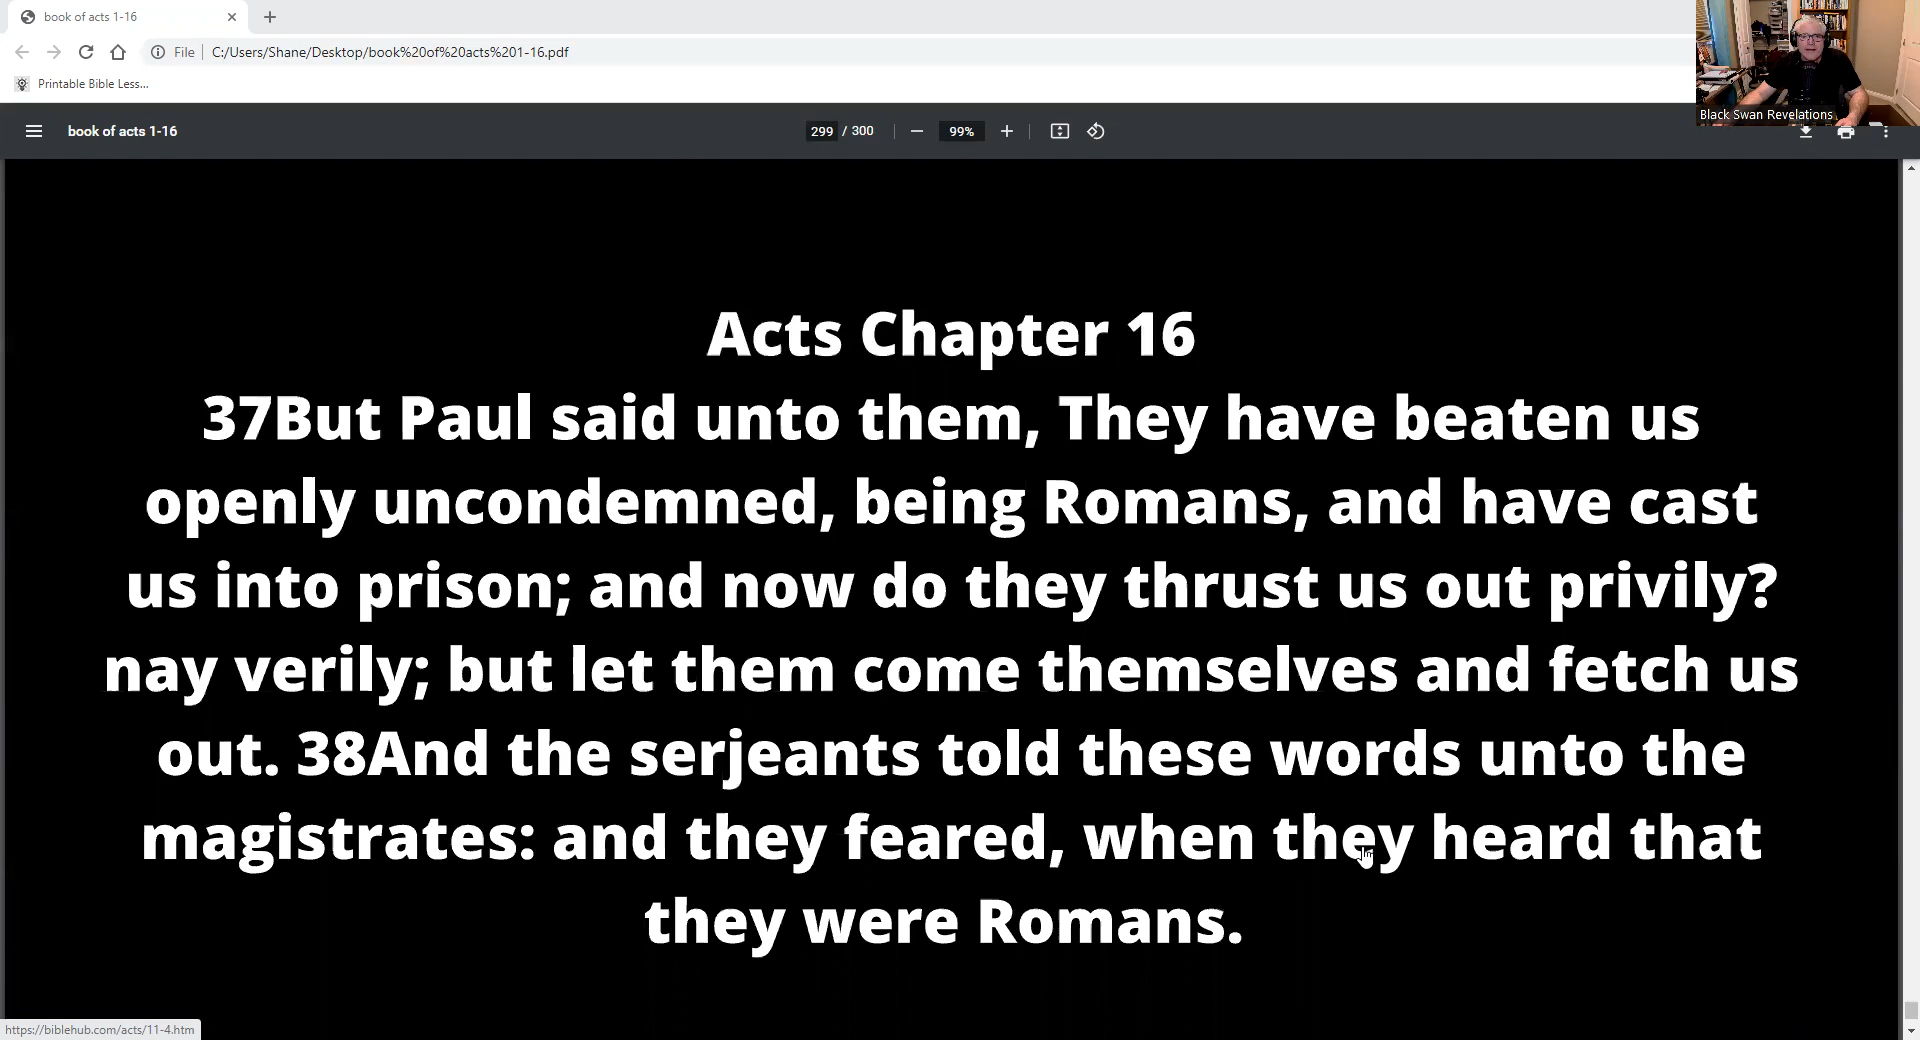 book of acts 1-16
File
C:/Users/Shane/Desktop/book%20of%20acts%201-16.pdf
Printable Bible Less...
Black Swan Revelations
book of acts 1-16
299 / 300
99%
Acts Chapter 16
37But Paul said unto them, They have beaten us
openly uncondemned, being Romans, and have cast
us into prison; and now do they thrust us out privily?
nay verily; but let them come themselves and fetch us
out. 38And the serjeants told these words unto the
magistrates: and they feared, when they heard that
they were Romans.
https://biblehub.com/acts/11-4.htm